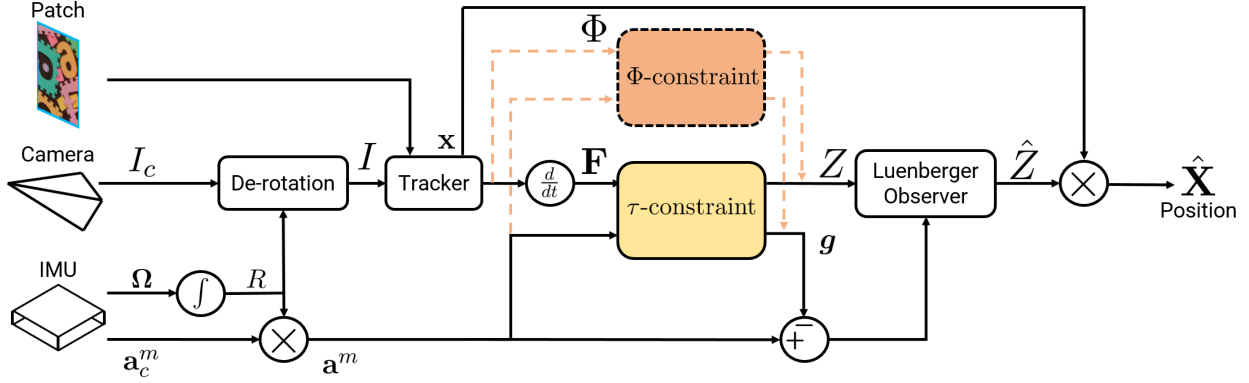 Patch
Φ
Φ-constraint
x
Camera
I_c
De-rotation
I
Tracker
d/dt
F
τ-constraint
Z
Luenberger
Observer
Ẑ
×
X̂
Position
g
IMU
Ω
∫
R
a_c^m
×
a^m
+
−